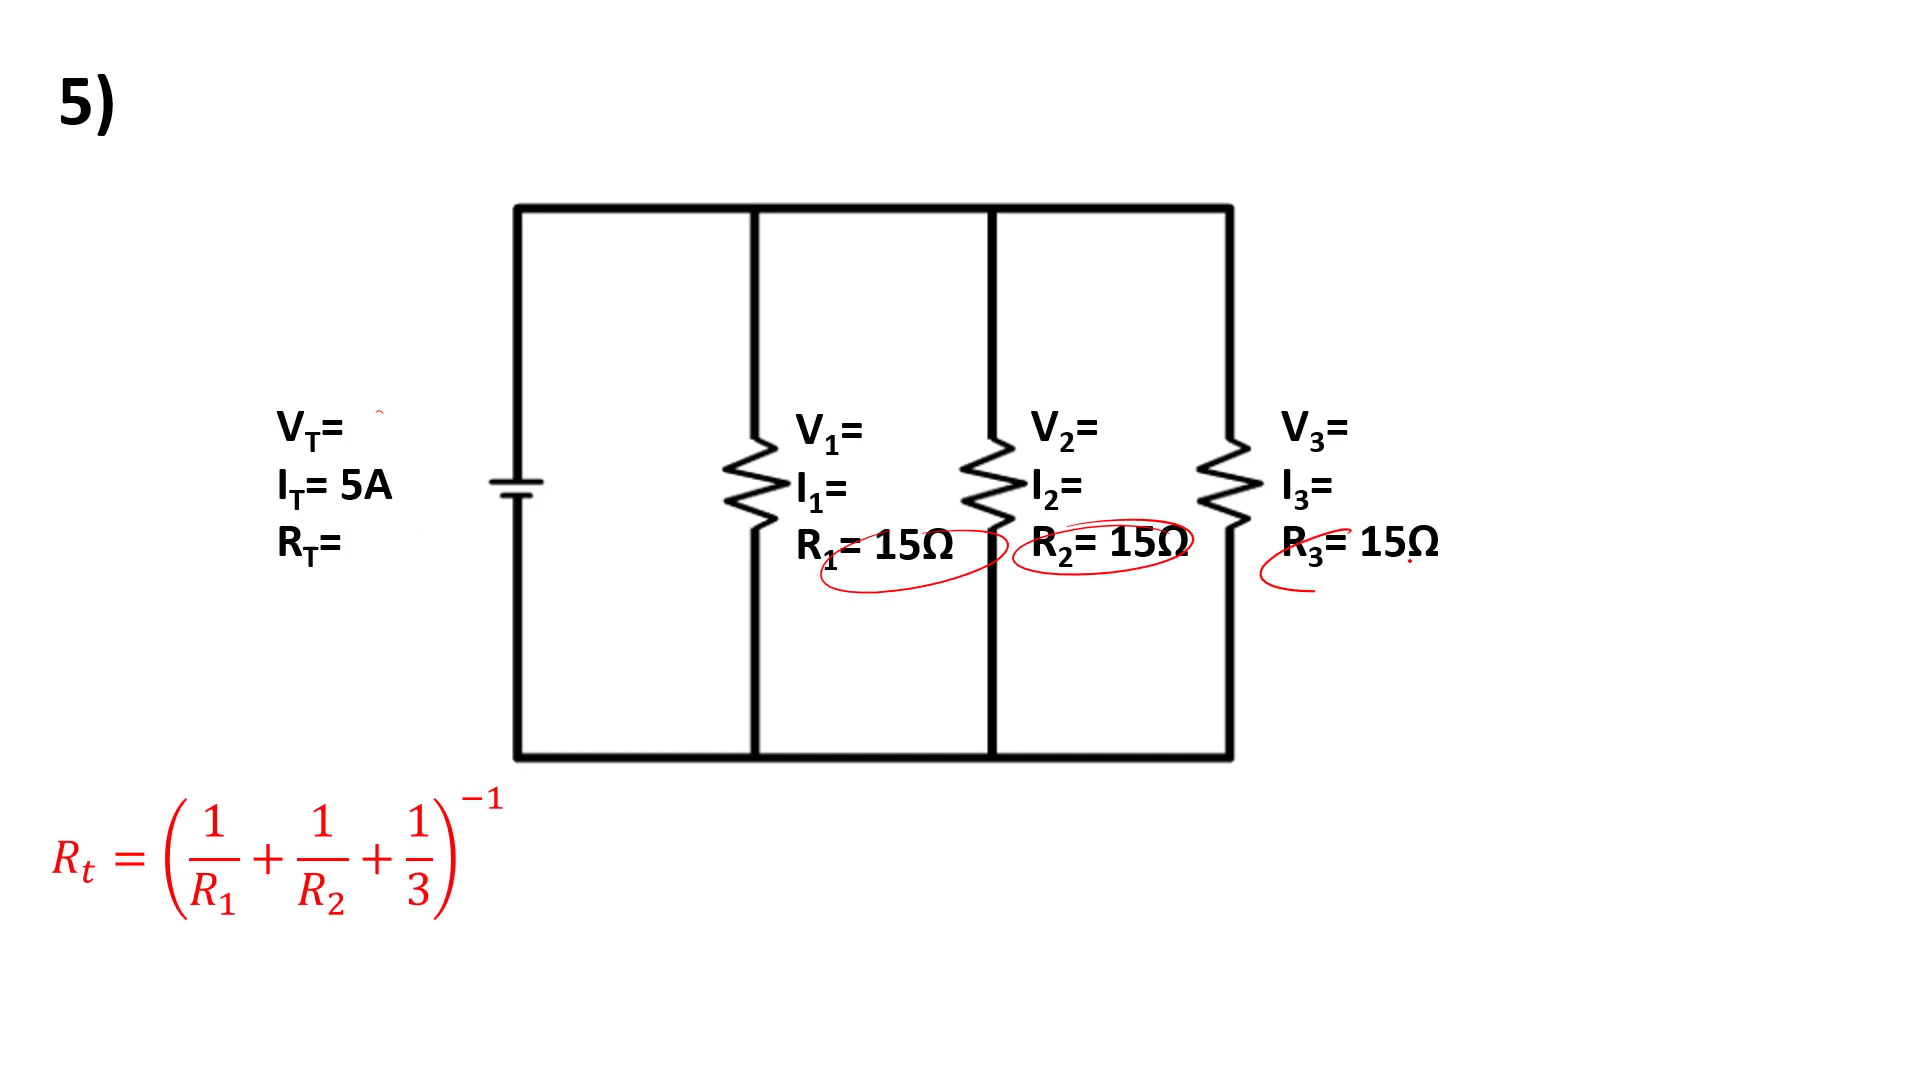 5)
V_T=
I_T= 5A
R_T=
V_1=
I_1=
R_1= 15Ω
V_2=
I_2=
R_2= 15Ω
V_3=
I_3=
R_3= 15Ω
R_t = (1/R_1 + 1/R_2 + 1/3)^−1